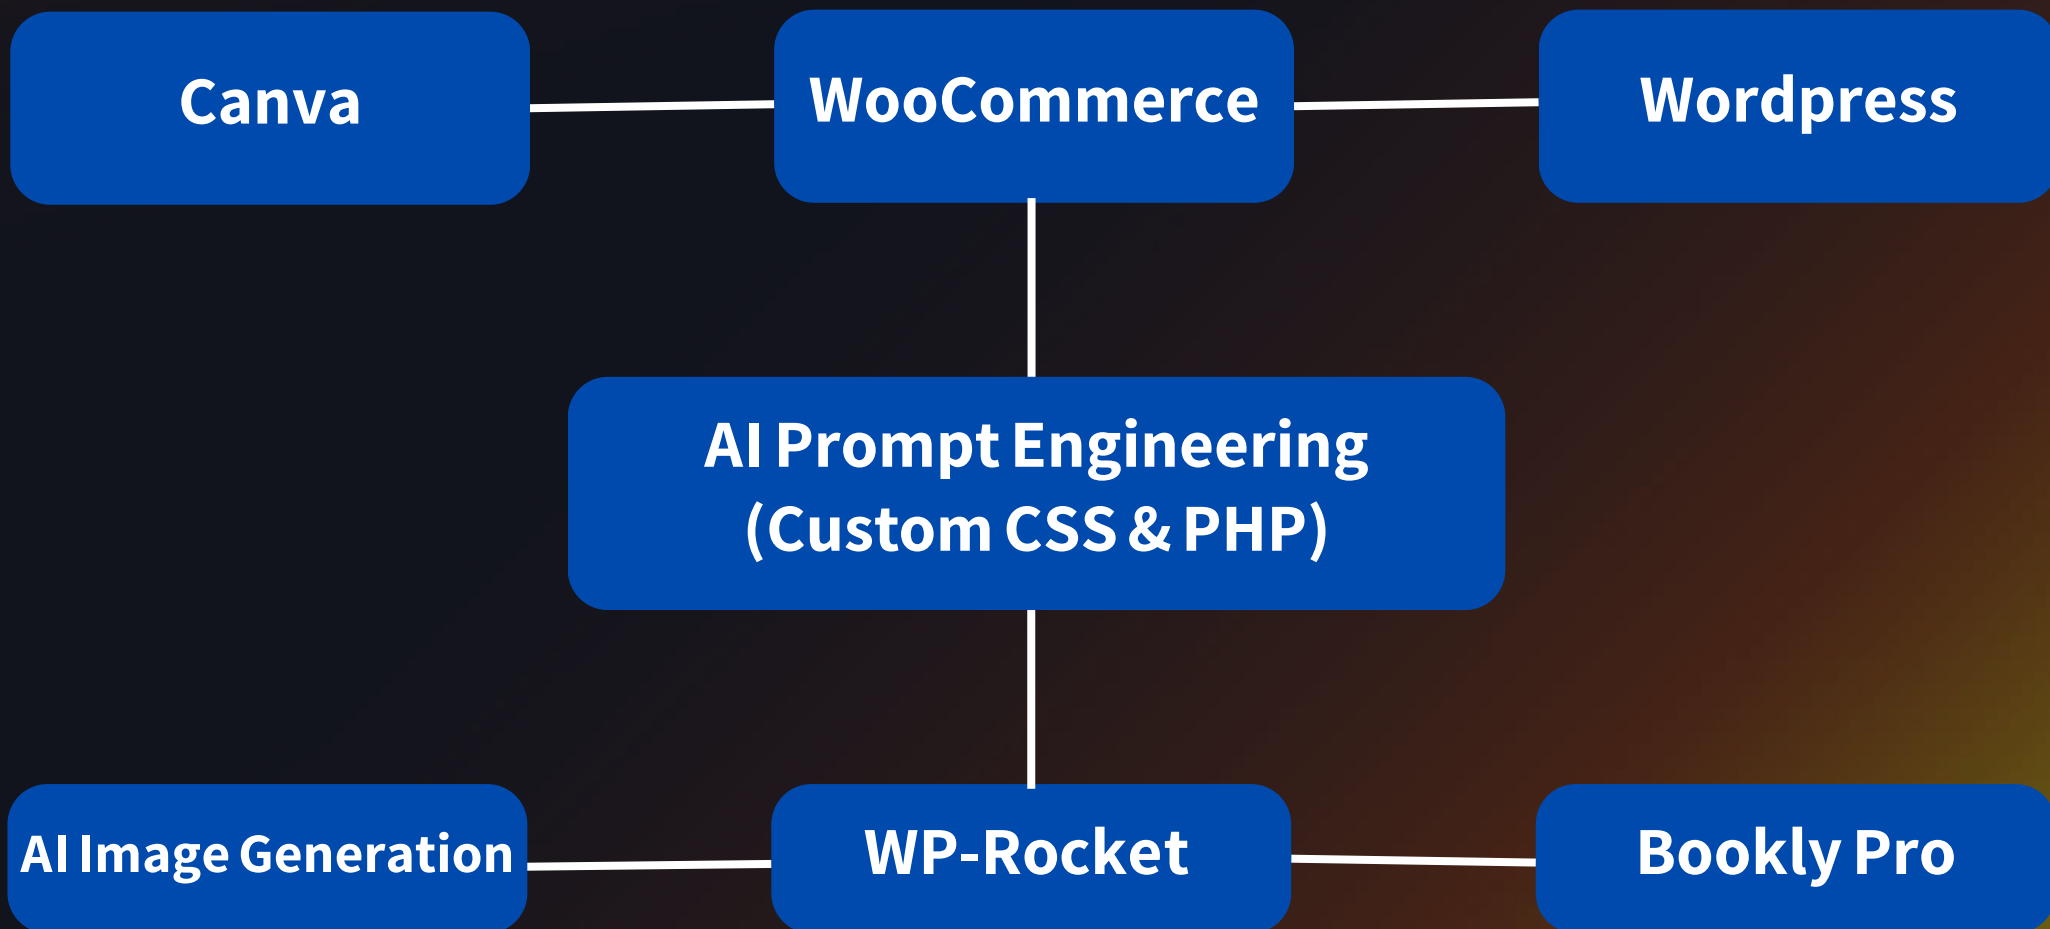 Canva
WooCommerce
Wordpress
AI Prompt Engineering
(Custom CSS & PHP)
AI Image Generation
WP-Rocket
Bookly Pro